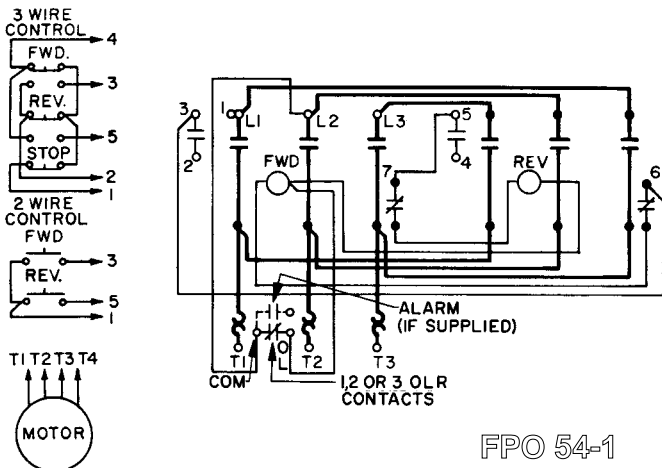 3 WIRE
CONTROL
FWD.
4
3
REV.
5
STOP
2
1
2 WIRE
CONTROL
FWD
3
REV.
5
1
T1 T2 T3 T4
MOTOR
3
2
1
L1
L2
L3
5
4
FWD
7
REV
6
ALARM
(IF SUPPLIED)
T1
O
L
T2
T3
COM
1,2 OR 3 OLR
CONTACTS
FPO 54-1